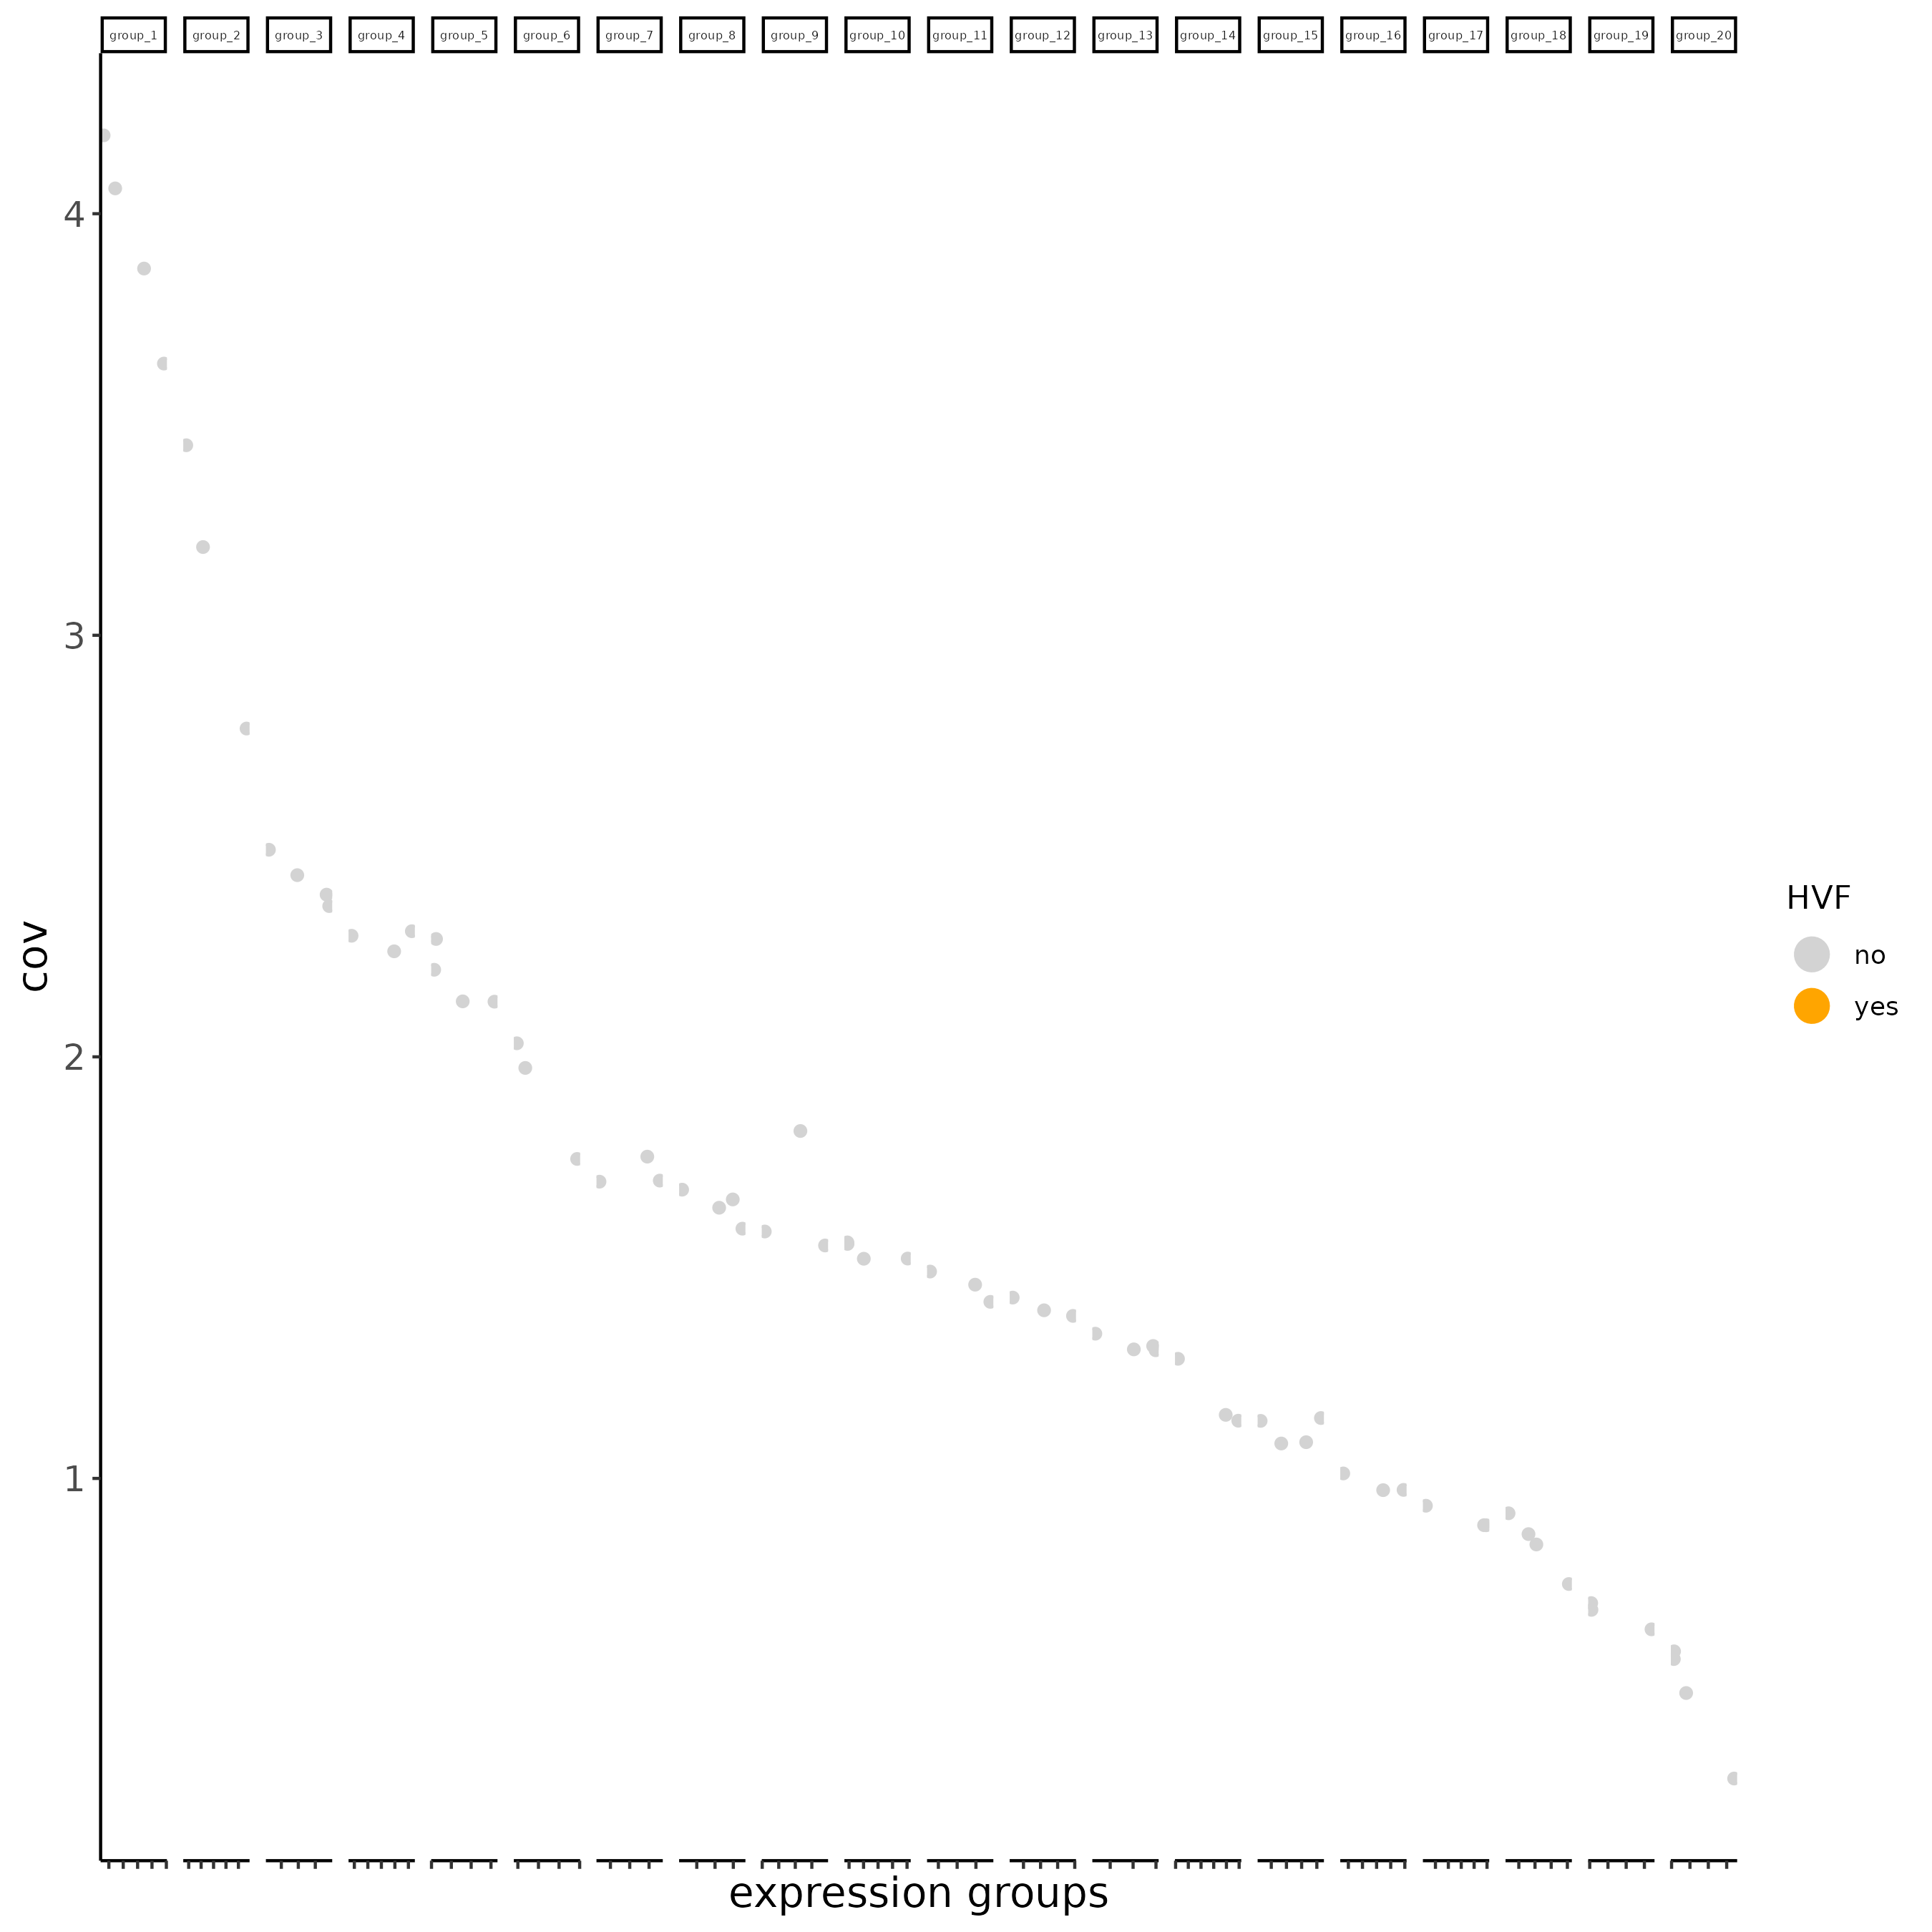 group_1 group_2 group_3 group_4 group_5 group_6 group_7 group_8 group_9 group_10 group_11 group_12 group_13 group_14 group_15 group_16 group_17 group_18 group_19 group_20
4
3
2
1
cov
expression groups
HVF
no
yes